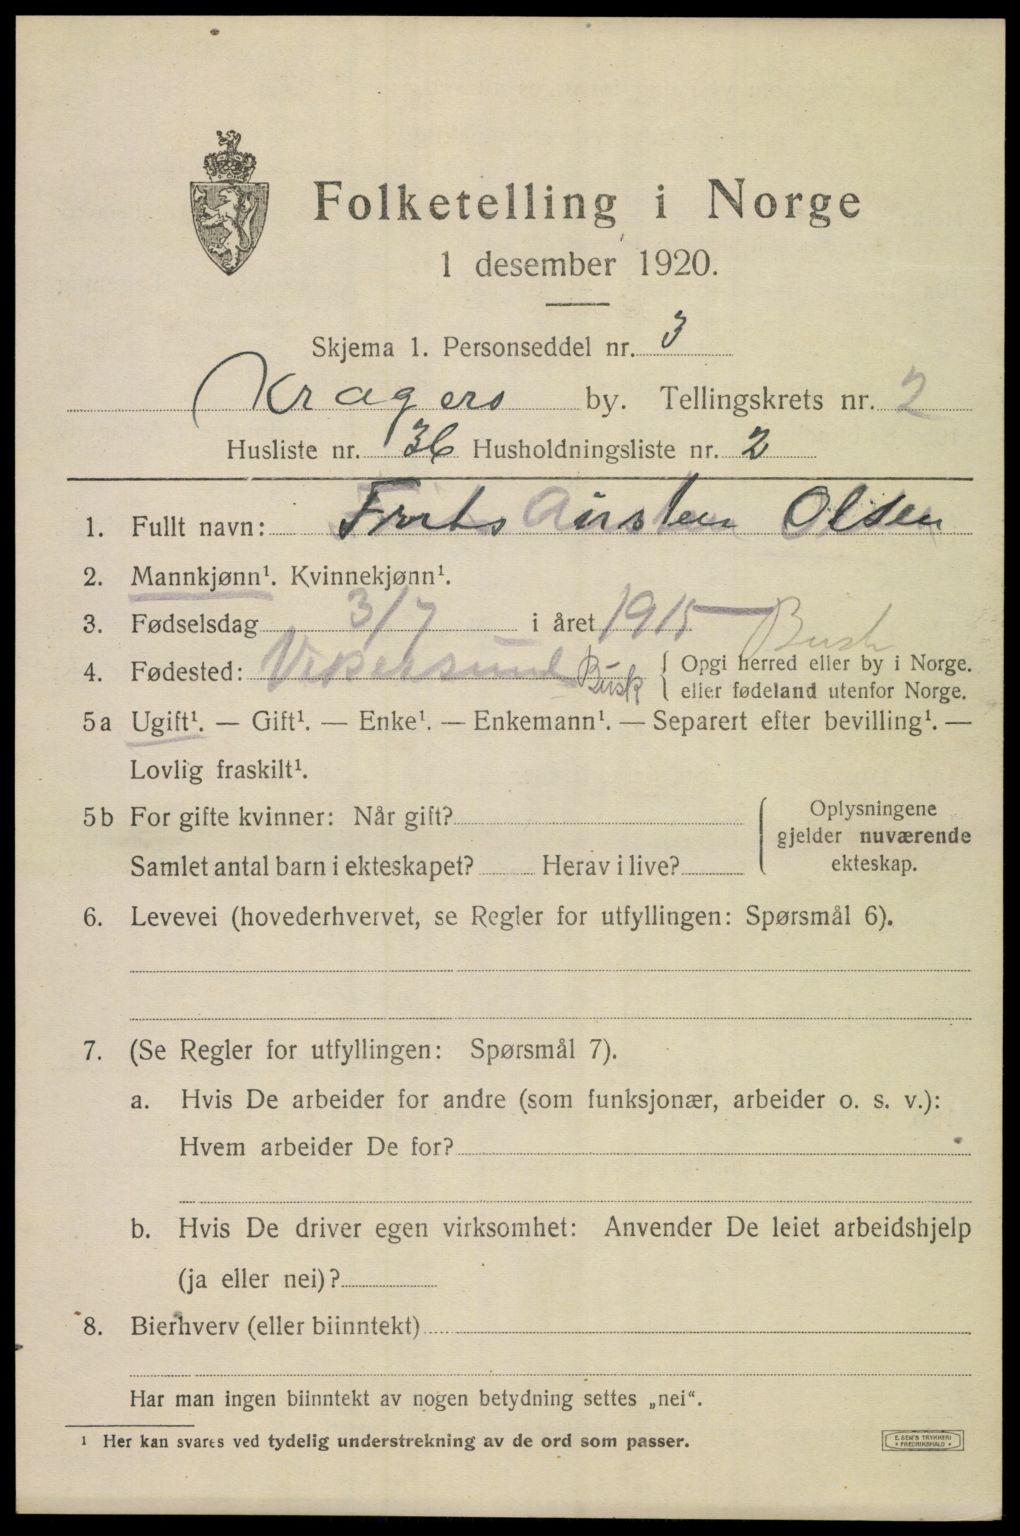 Folketelling i Norge
1 desember 1920.
Skjema 1. Personseddel nr. 3
Kragerø by. Tellingskrets nr. 2
Husliste nr. 36 Husholdningsliste nr. 2
1. Fullt navn: Olsen
2. Mannkjønn¹. Kvinnekjønn¹.
3. Fødselsdag 3/7 i året 1915 Busk
4. Fødested: Vikersund Busk { Opgi herred eller by i Norge.
eller fødeland utenfor Norge.
5a Ugift¹. — Gift¹. — Enke¹. — Enkemann¹. — Separert efter bevilling¹. —
Lovlig fraskilt¹.
5b For gifte kvinner: Når gift?
Samlet antal barn i ekteskapet? Herav i live?
Oplysningene
gjelder nuværende
ekteskap.
6. Levevei (hovederhvervet, se Regler for utfyllingen: Spørsmål 6).
7. (Se Regler for utfyllingen: Spørsmål 7).
a. Hvis De arbeider for andre (som funksjonær, arbeider o. s. v.):
Hvem arbeider De for?
b. Hvis De driver egen virksomhet: Anvender De leiet arbeidshjelp
(ja eller nei)?
8. Bierhverv (eller biinntekt)
Har man ingen biinntekt av nogen betydning settes „nei“.
¹ Her kan svares ved tydelig understrekning av de ord som passer.
E. SEM'S TRYKKERI
• FREDRIKSHALD •